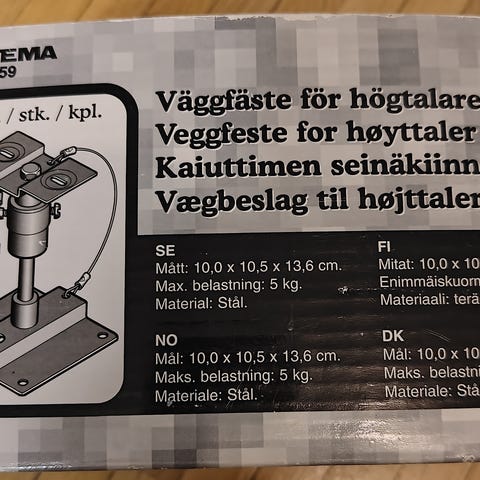 EMA
59
/ stk. / kpl.
Väggfäste för högtalare
Veggfeste for høyttaler
Kaiuttimen seinäkiinn
Vægbeslag til højttaler
SE
Mått: 10,0 x 10,5 x 13,6 cm.
Max. belastning: 5 kg.
Material: Stål.
FI
Mitat: 10,0 x 10
Enimmäiskuorm
Materiaali: terä
NO
Mål: 10,0 x 10,5 x 13,6 cm.
Maks. belastning: 5 kg.
Materiale: Stål.
DK
Mål: 10,0 x 10
Maks. belastni
Materiale: Stå